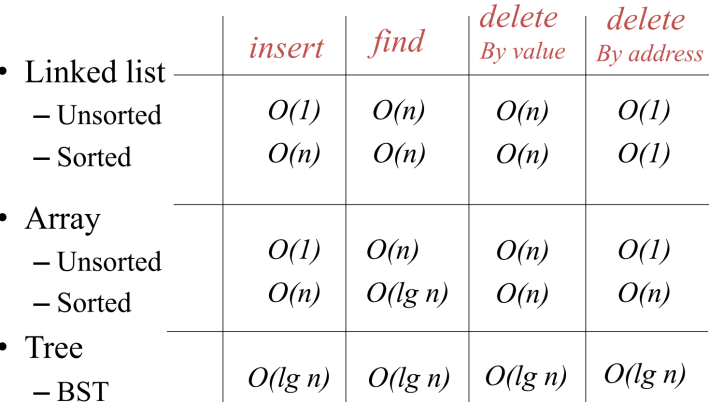 insert find delete By value delete By address
• Linked list
– Unsorted O(1) O(n) O(n) O(1)
– Sorted O(n) O(n) O(n) O(1)
• Array
– Unsorted O(1) O(n) O(n) O(1)
– Sorted O(n) O(lg n) O(n) O(n)
• Tree
– BST O(lg n) O(lg n) O(lg n) O(lg n)